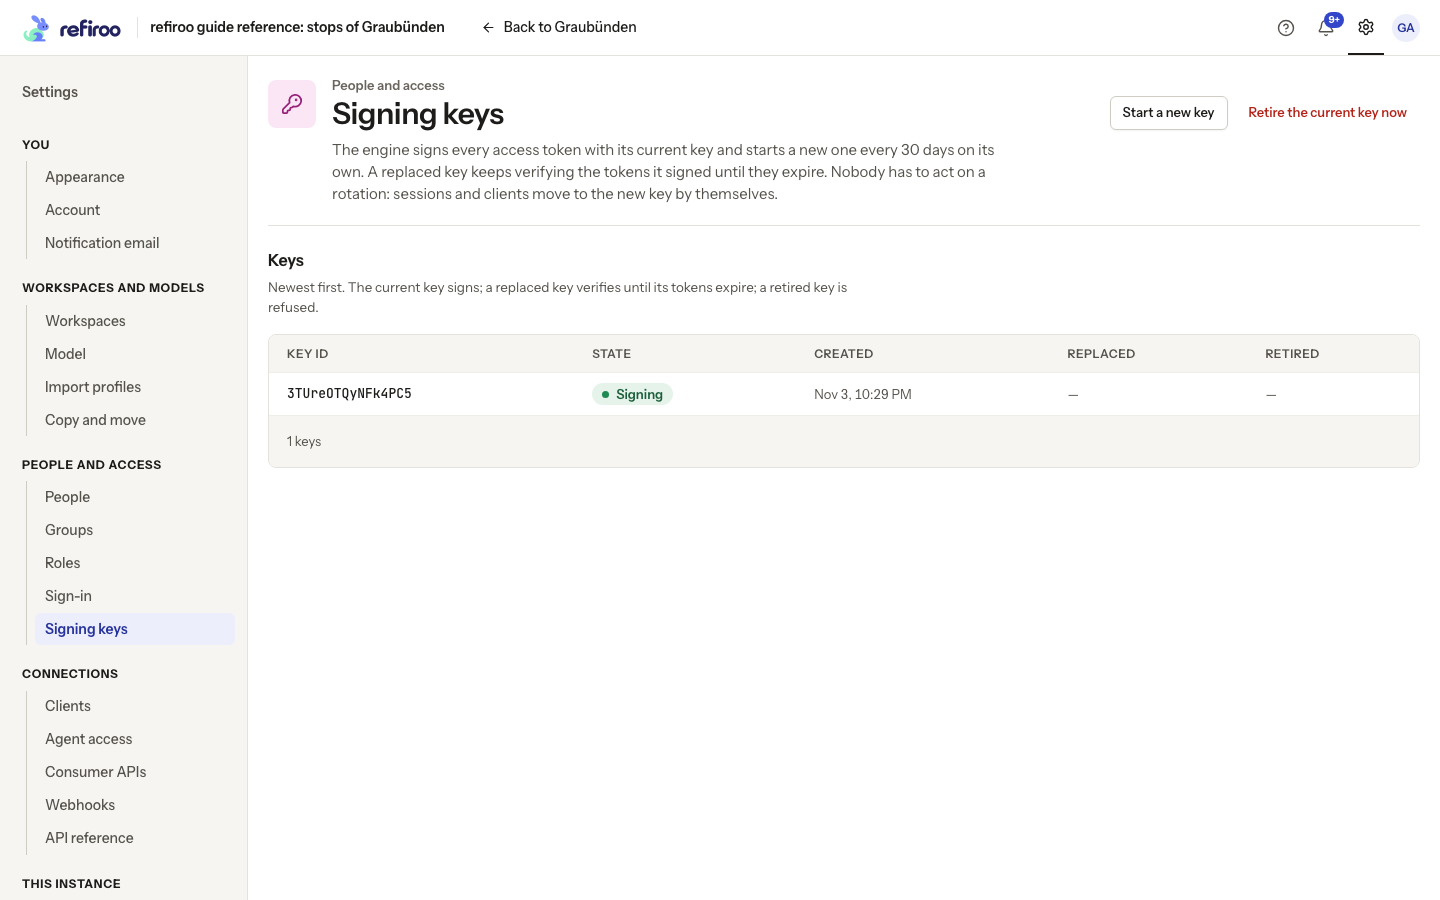 refiroo
refiroo guide reference: stops of Graubünden
Back to Graubünden
9+
GA
Settings
YOU
Appearance
Account
Notification email
WORKSPACES AND MODELS
Workspaces
Model
Import profiles
Copy and move
PEOPLE AND ACCESS
People
Groups
Roles
Sign-in
Signing keys
CONNECTIONS
Clients
Agent access
Consumer APIs
Webhooks
API reference
THIS INSTANCE
People and access
Signing keys
Start a new key
Retire the current key now
The engine signs every access token with its current key and starts a new one every 30 days on its
own. A replaced key keeps verifying the tokens it signed until they expire. Nobody has to act on a
rotation: sessions and clients move to the new key by themselves.
Keys
Newest first. The current key signs; a replaced key verifies until its tokens expire; a retired key is
refused.
KEY ID STATE CREATED REPLACED RETIRED
3TUreOTQyNFk4PC5 Signing Nov 3, 10:29 PM — —
1 keys